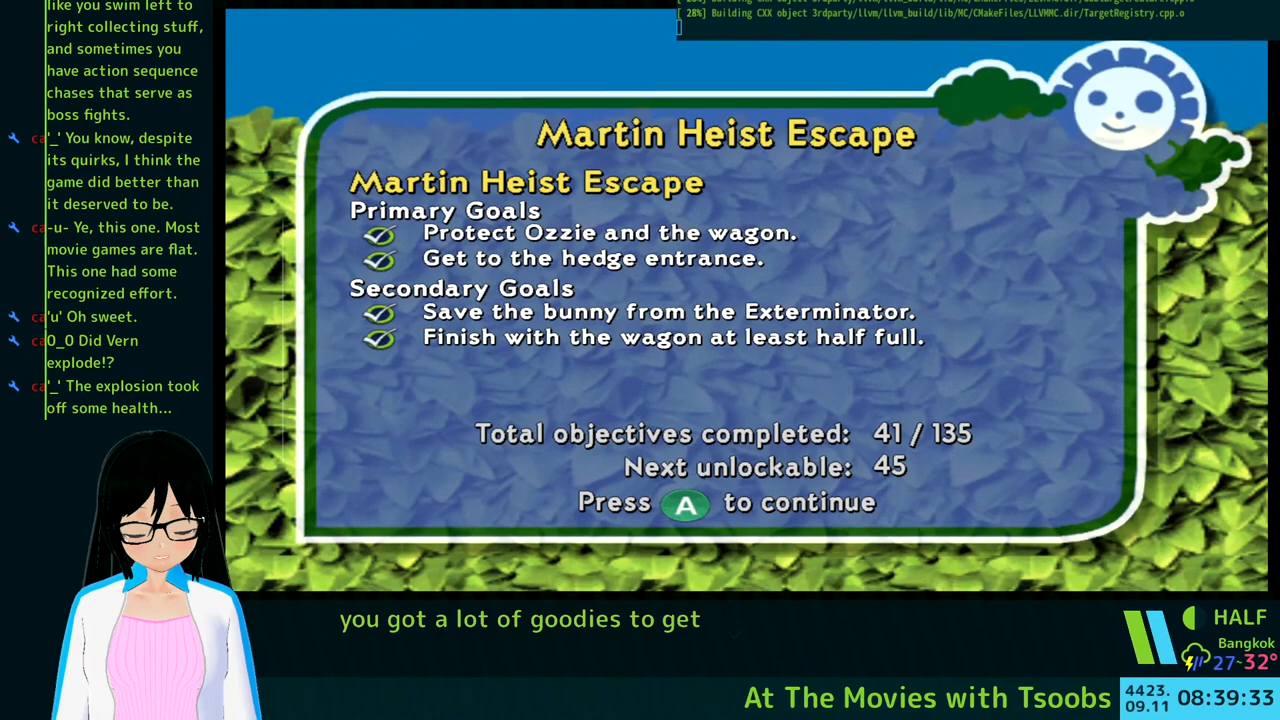 like you swim left to
right collecting stuff,
and sometimes you
have action sequence
chases that serve as
boss fights.
ca'_' You know, despite
its quirks, I think the
game did better than
it deserved to be.
ca-u- Ye, this one. Most
movie games are flat.
This one had some
recognized effort.
ca'u' Oh sweet.
caO_O Did Vern
explode!?
ca'_' The explosion took
off some health...
[ 28%] Building CXX object 3rdparty/llvm/llvm_build/lib/MC/CMakeFiles/LLVMMC.dir/TargetRegistry.cpp.o
Martin Heist Escape
Martin Heist Escape
Primary Goals
Protect Ozzie and the wagon.
Get to the hedge entrance.
Secondary Goals
Save the bunny from the Exterminator.
Finish with the wagon at least half full.
Total objectives completed: 41 / 135
Next unlockable: 45
Press A to continue
you got a lot of goodies to get
HALF
Bangkok
27~32°
At The Movies with Tsoobs
4423.
09.11
08:39:33